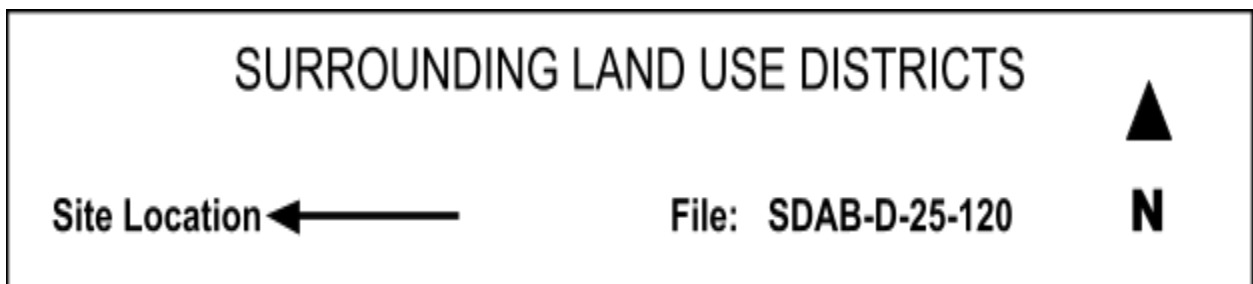 SURROUNDING LAND USE DISTRICTS
Site Location
File: SDAB-D-25-120
N